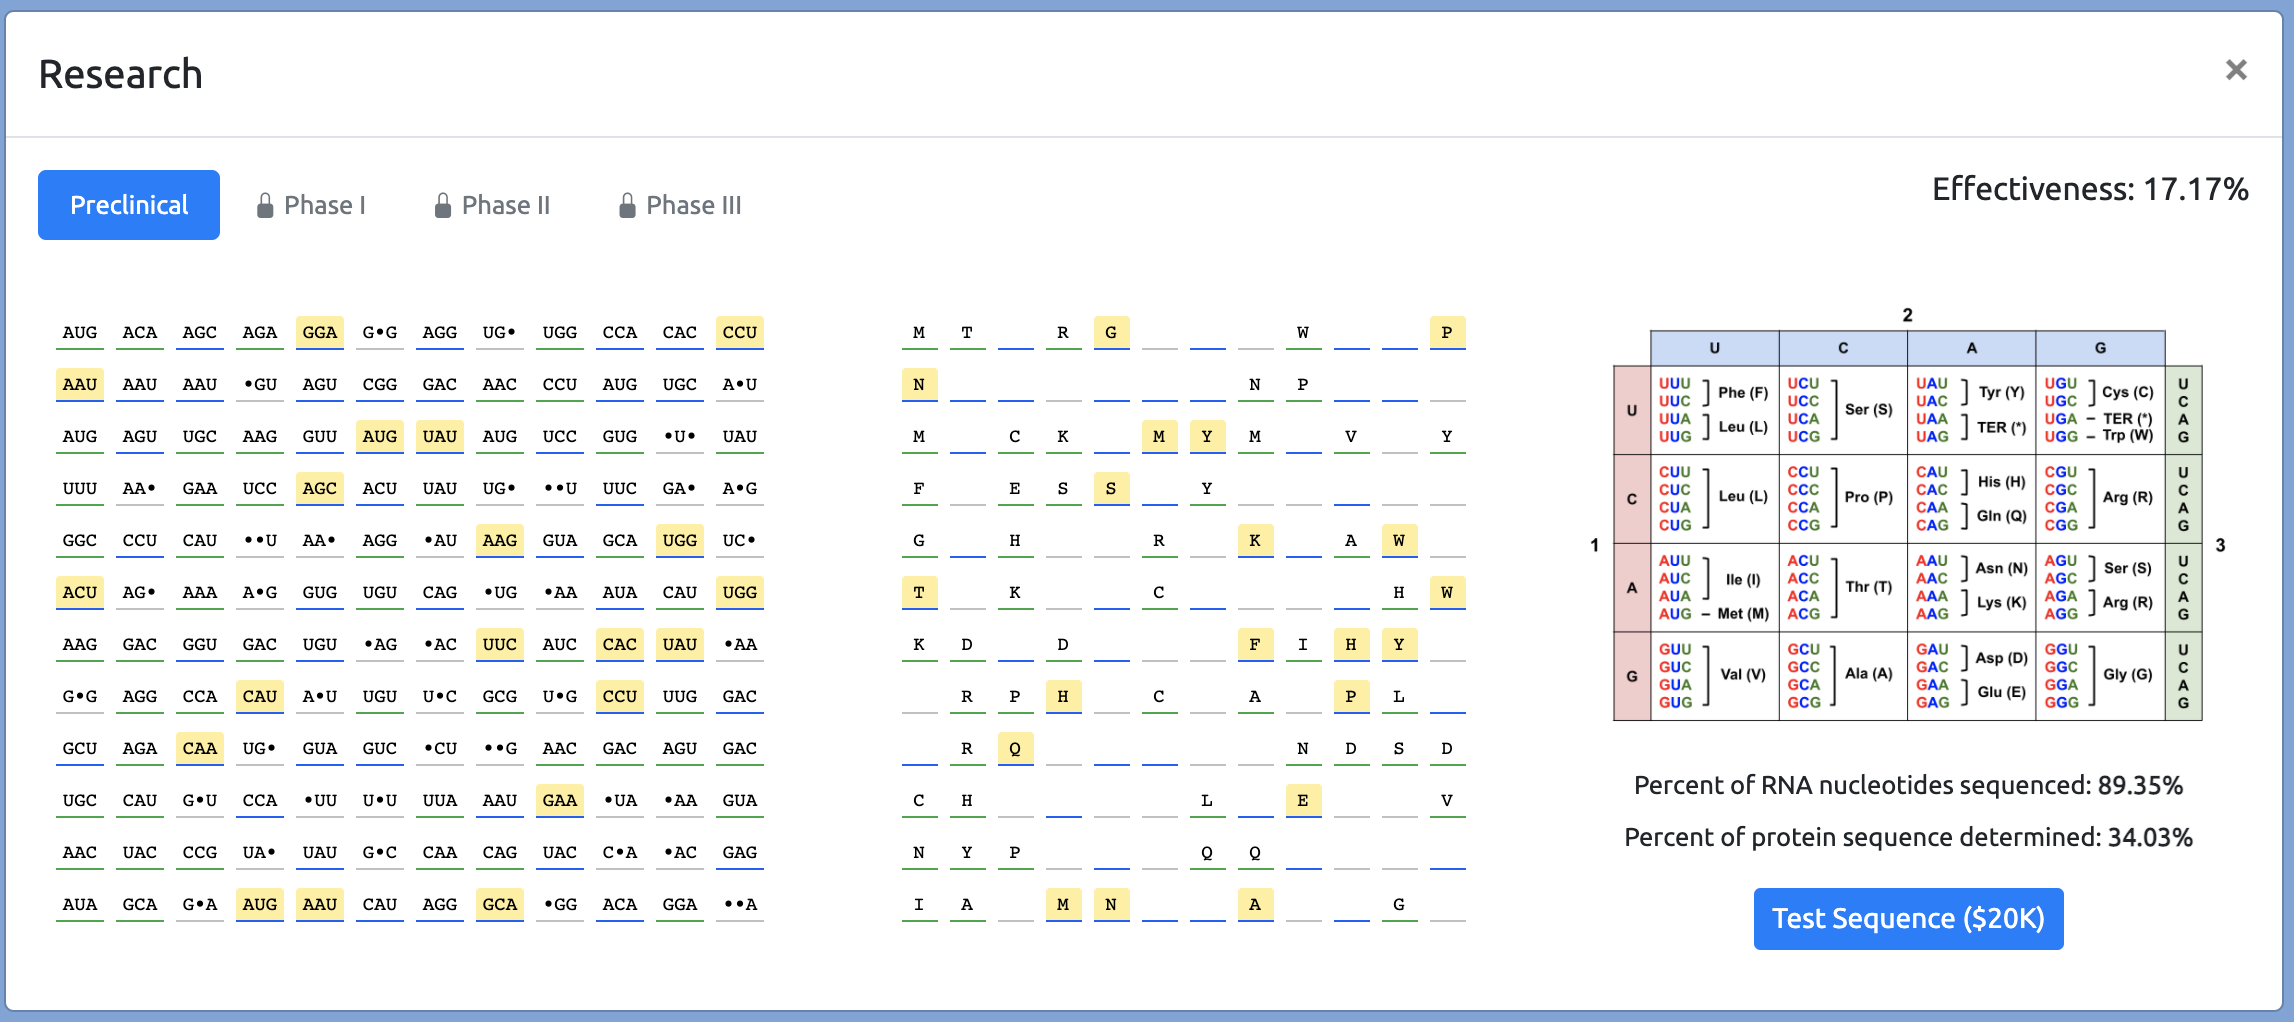 Research ×
Preclinical Phase I Phase II Phase III
Effectiveness: 17.17%
AUG ACA AGC AGA GGA G•G AGG UG• UGG CCA CAC CCU
AAU AAU AAU •GU AGU CGG GAC AAC CCU AUG UGC A•U
AUG AGU UGC AAG GUU AUG UAU AUG UCC GUG •U• UAU
UUU AA• GAA UCC AGC ACU UAU UG• ••U UUC GA• A•G
GGC CCU CAU ••U AA• AGG •AU AAG GUA GCA UGG UC•
ACU AG• AAA A•G GUG UGU CAG •UG •AA AUA CAU UGG
AAG GAC GGU GAC UGU •AG •AC UUC AUC CAC UAU •AA
G•G AGG CCA CAU A•U UGU U•C GCG U•G CCU UUG GAC
GCU AGA CAA UG• GUA GUC •CU ••G AAC GAC AGU GAC
UGC CAU G•U CCA •UU U•U UUA AAU GAA •UA •AA GUA
AAC UAC CCG UA• UAU G•C CAA CAG UAC C•A •AC GAG
AUA GCA G•A AUG AAU CAU AGG GCA •GG ACA GGA ••A
M T R G W P
N N P
M C K M Y M V Y
F E S S Y
G H R K A W
T K C H W
K D D F I H Y
R P H C A P L
R Q N D S D
C H L E V
N Y P Q Q
I A M N A G
2
U C A G
U
UUU UUC Phe (F)
UUA UUG Leu (L)
UCU UCC UCA UCG Ser (S)
UAU UAC Tyr (Y)
UAA UAG TER (*)
UGU UGC Cys (C)
UGA – TER (*)
UGG – Trp (W)
U C A G
C
CUU CUC CUA CUG Leu (L)
CCU CCC CCA CCG Pro (P)
CAU CAC His (H)
CAA CAG Gln (Q)
CGU CGC CGA CGG Arg (R)
U C A G
1
A
AUU AUC AUA Ile (I)
AUG – Met (M)
ACU ACC ACA ACG Thr (T)
AAU AAC Asn (N)
AAA AAG Lys (K)
AGU AGC Ser (S)
AGA AGG Arg (R)
U C A G
3
G
GUU GUC GUA GUG Val (V)
GCU GCC GCA GCG Ala (A)
GAU GAC Asp (D)
GAA GAG Glu (E)
GGU GGC GGA GGG Gly (G)
U C A G
Percent of RNA nucleotides sequenced: 89.35%
Percent of protein sequence determined: 34.03%
Test Sequence ($20K)